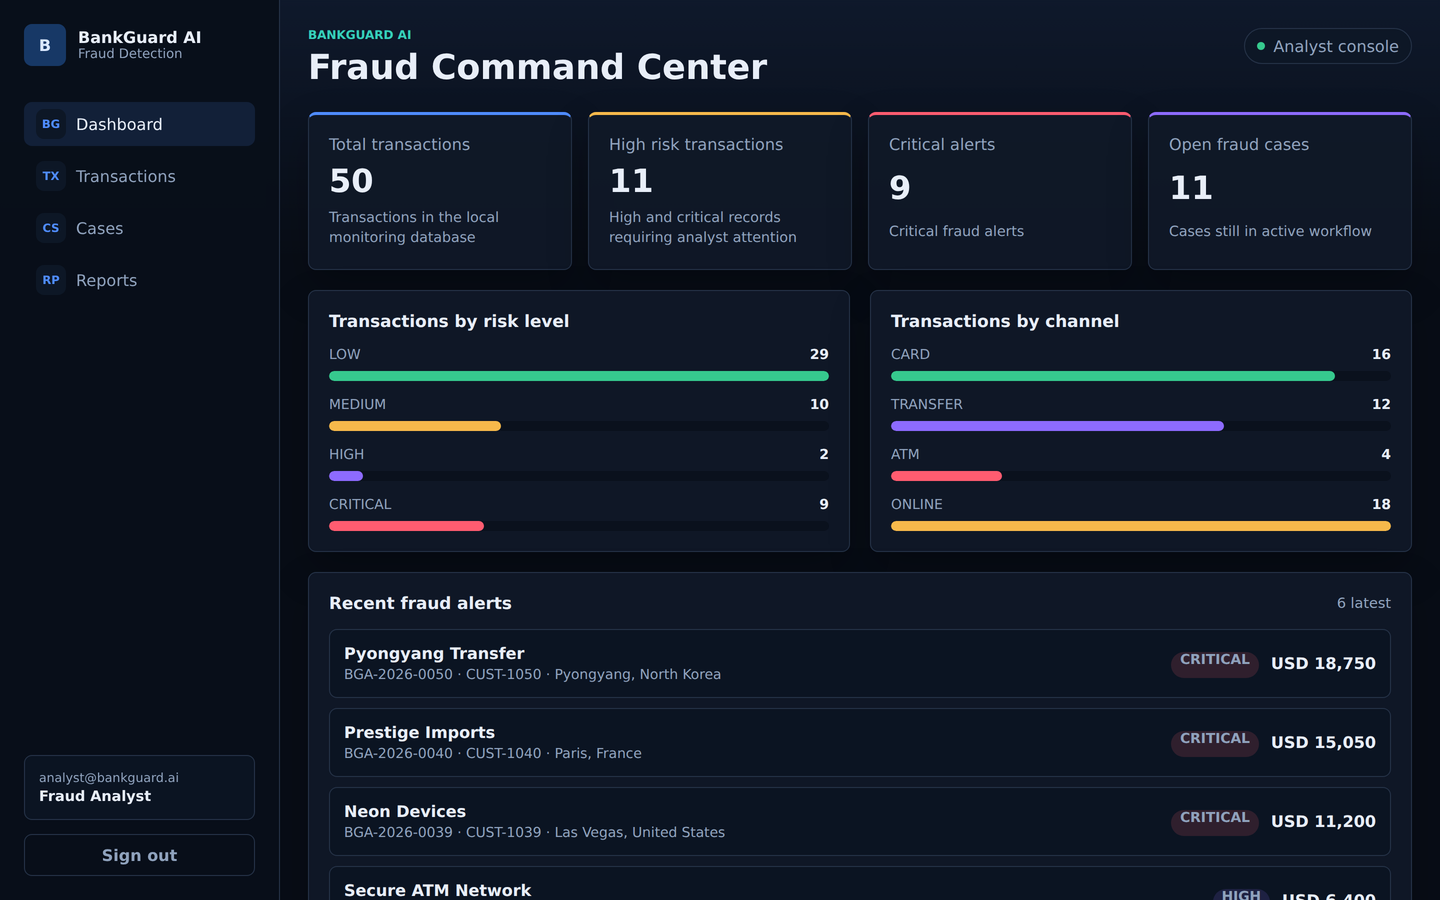 B
BankGuard AI
Fraud Detection
BG Dashboard
TX Transactions
CS Cases
RP Reports
analyst@bankguard.ai
Fraud Analyst
Sign out
BANKGUARD AI
Fraud Command Center
Analyst console
Total transactions
50
Transactions in the local
monitoring database
High risk transactions
11
High and critical records
requiring analyst attention
Critical alerts
9
Critical fraud alerts
Open fraud cases
11
Cases still in active workflow
Transactions by risk level
LOW 29
MEDIUM 10
HIGH 2
CRITICAL 9
Transactions by channel
CARD 16
TRANSFER 12
ATM 4
ONLINE 18
Recent fraud alerts 6 latest
Pyongyang Transfer
BGA-2026-0050 · CUST-1050 · Pyongyang, North Korea
CRITICAL USD 18,750
Prestige Imports
BGA-2026-0040 · CUST-1040 · Paris, France
CRITICAL USD 15,050
Neon Devices
BGA-2026-0039 · CUST-1039 · Las Vegas, United States
CRITICAL USD 11,200
Secure ATM Network
HIGH USD 6,400